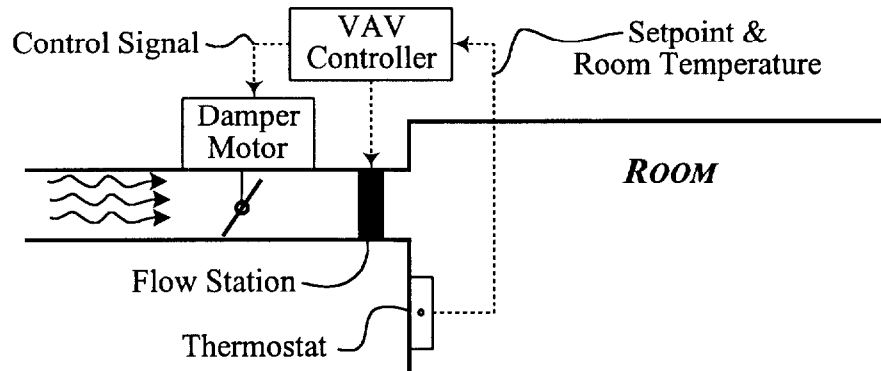 Control Signal
VAV
Controller
Setpoint &
Room Temperature
Damper
Motor
ROOM
Flow Station
Thermostat